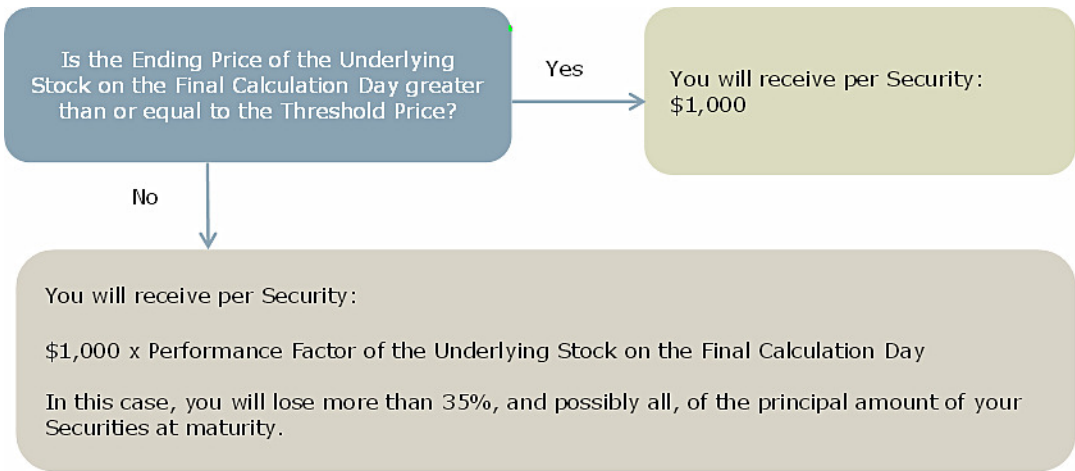 Is the Ending Price of the Underlying
Stock on the Final Calculation Day greater
than or equal to the Threshold Price?
Yes
You will receive per Security:
$1,000
No
You will receive per Security:
$1,000 x Performance Factor of the Underlying Stock on the Final Calculation Day
In this case, you will lose more than 35%, and possibly all, of the principal amount of your
Securities at maturity.